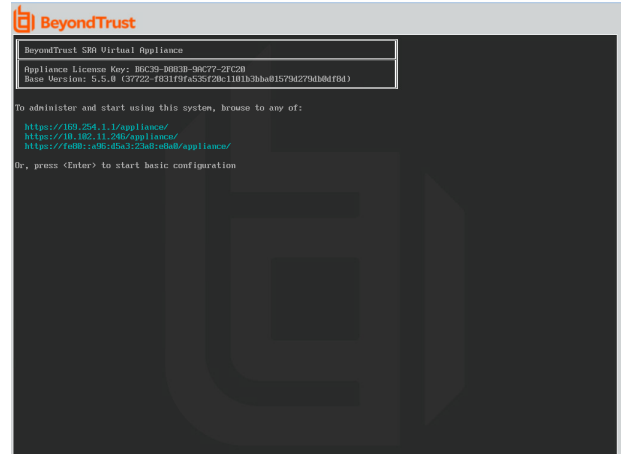 BeyondTrust
BeyondTrust SRA Virtual Appliance
Appliance License Key: B6C39-D883B-9AC77-2FC20
Base Version: 5.5.0 (37722-f831f9fa535f20c1101b3bba01579d279db0df8d)
To administer and start using this system, browse to any of:
https://169.254.1.1/appliance/
https://10.102.11.246/appliance/
https://fe80::a96:d5a3:23a8:e8a0/appliance/
Or, press <Enter> to start basic configuration